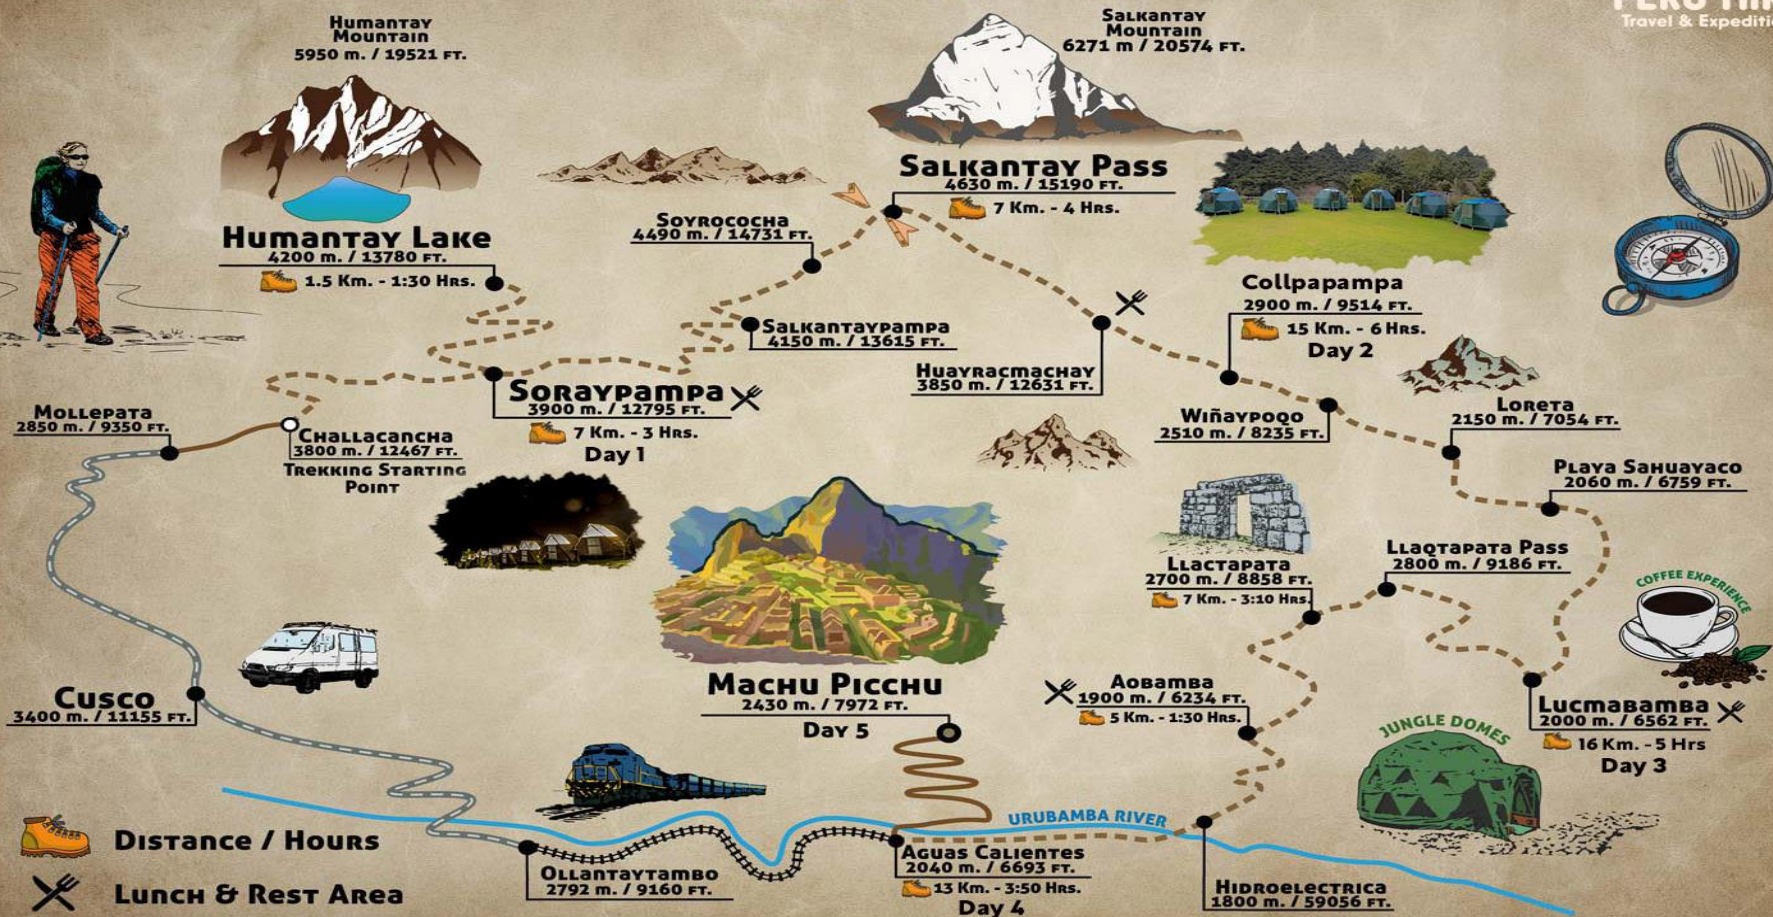 PERU
Travel & Expeditio
Humantay
Mountain
5950 m. / 19521 ft.
Salkantay
Mountain
6271 m / 20574 ft.
Humantay Lake
4200 m. / 13780 ft.
1.5 Km. - 1:30 Hrs.
Soyrococha
4490 m. / 14731 ft.
Salkantay Pass
4630 m. / 15190 ft.
7 Km. - 4 Hrs.
Collpapampa
2900 m. / 9514 ft.
15 Km. - 6 Hrs.
Day 2
Salkantaypampa
4150 m. / 13615 ft.
Huayracmachay
3850 m. / 12631 ft.
Soraypampa
3900 m. / 12795 ft.
7 Km. - 3 Hrs.
Day 1
Mollepata
2850 m. / 9350 ft.
Challacancha
3800 m. / 12467 ft.
Trekking Starting
Point
Wiñaypoqo
2510 m. / 8235 ft.
Loreta
2150 m. / 7054 ft.
Playa Sahuayaco
2060 m. / 6759 ft.
Llaqtapata Pass
2800 m. / 9186 ft.
Llactapata
2700 m. / 8858 ft.
7 Km. - 3:10 Hrs.
COFFEE EXPERIENCE
Lucmabamba
2000 m. / 6562 ft.
16 Km. - 5 Hrs
Day 3
Aobamba
1900 m. / 6234 ft.
5 Km. - 1:30 Hrs.
Machu Picchu
2430 m. / 7972 ft.
Day 5
Cusco
3400 m. / 11155 ft.
JUNGLE DOMES
URUBAMBA RIVER
Distance / Hours
Lunch & Rest Area
Ollantaytambo
2792 m. / 9160 ft.
Aguas Calientes
2040 m. / 6693 ft.
13 Km. - 3:50 Hrs.
Day 4
Hidroelectrica
1800 m. / 59056 ft.